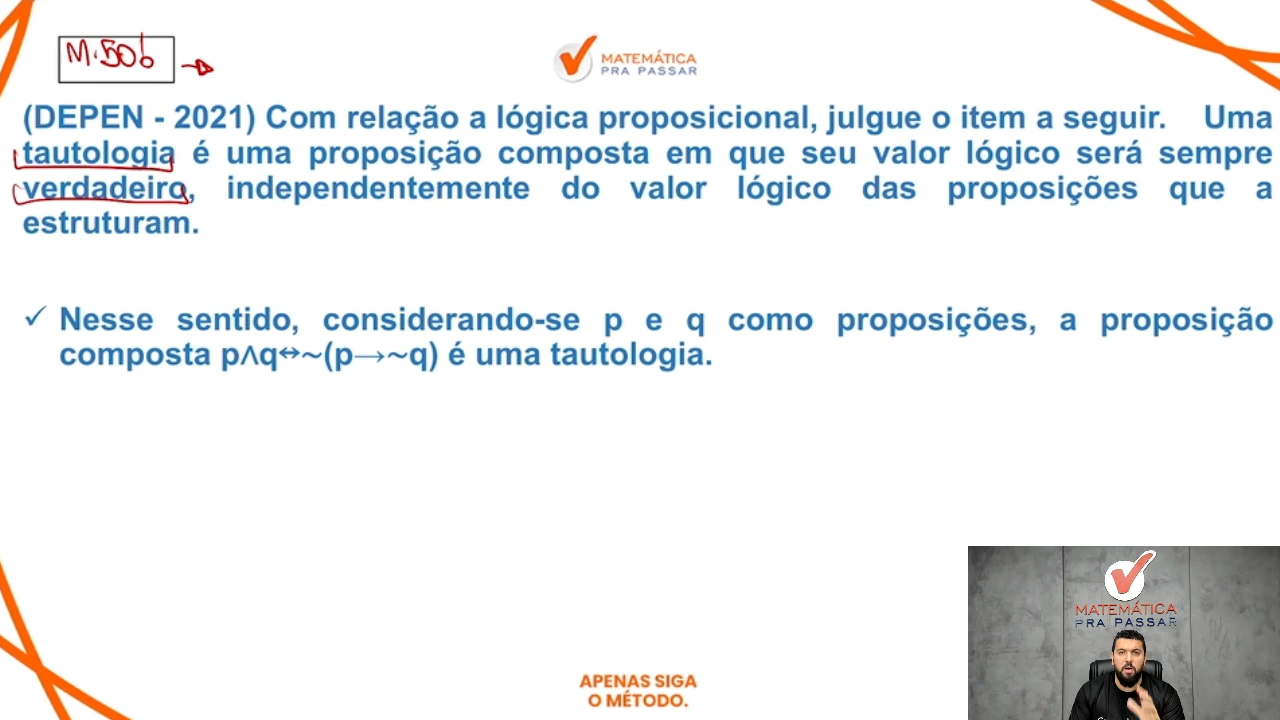 M.50!
MATEMÁTICA
PRA PASSAR
(DEPEN - 2021) Com relação a lógica proposicional, julgue o item a seguir. Uma
tautologia é uma proposição composta em que seu valor lógico será sempre
verdadeiro, independentemente do valor lógico das proposições que a
estruturam.
✓ Nesse sentido, considerando-se p e q como proposições, a proposição
composta p∧q↔~(p→~q) é uma tautologia.
MATEMÁTICA
PRA PASSAR
APENAS SIGA
O MÉTODO.